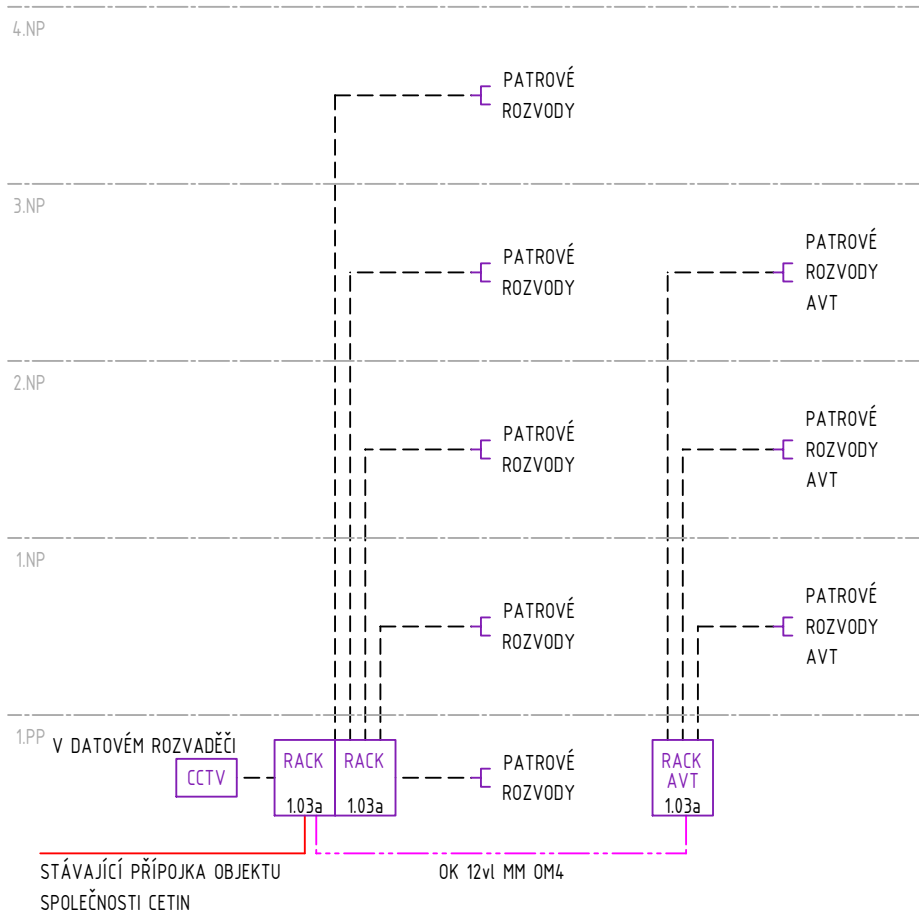 4.NP
PATROVÉ
ROZVODY
3.NP
PATROVÉ
ROZVODY
PATROVÉ
ROZVODY
AVT
2.NP
PATROVÉ
ROZVODY
PATROVÉ
ROZVODY
AVT
1.NP
PATROVÉ
ROZVODY
PATROVÉ
ROZVODY
AVT
1.PP
V DATOVÉM ROZVADĚČI
CCTV
RACK
1.03a
RACK
1.03a
PATROVÉ
ROZVODY
RACK
AVT
1.03a
STÁVAJÍCÍ PŘÍPOJKA OBJEKTU
SPOLEČNOSTI CETIN
OK 12vl MM OM4